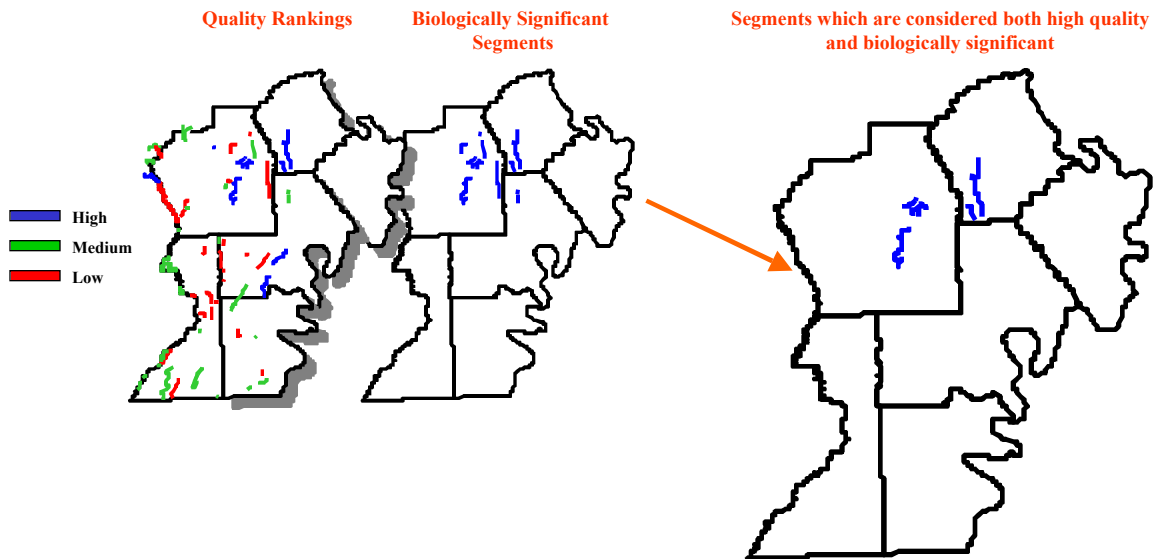 Quality Rankings
Biologically Significant
Segments
Segments which are considered both high quality
and biologically significant
High
Medium
Low